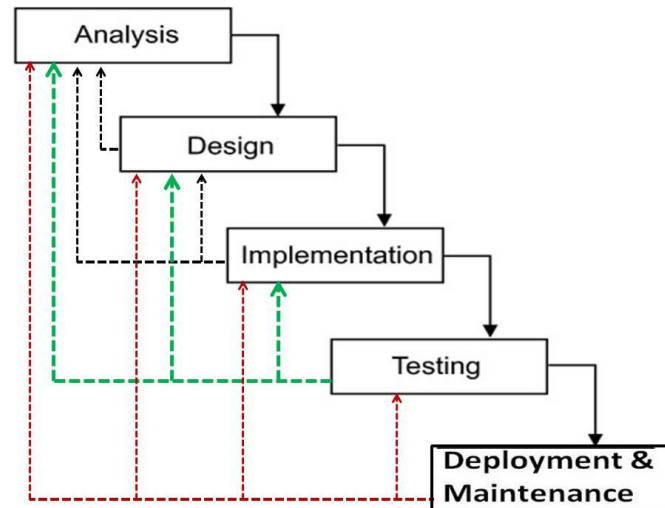 Analysis
Design
Implementation
Testing
Deployment &
Maintenance